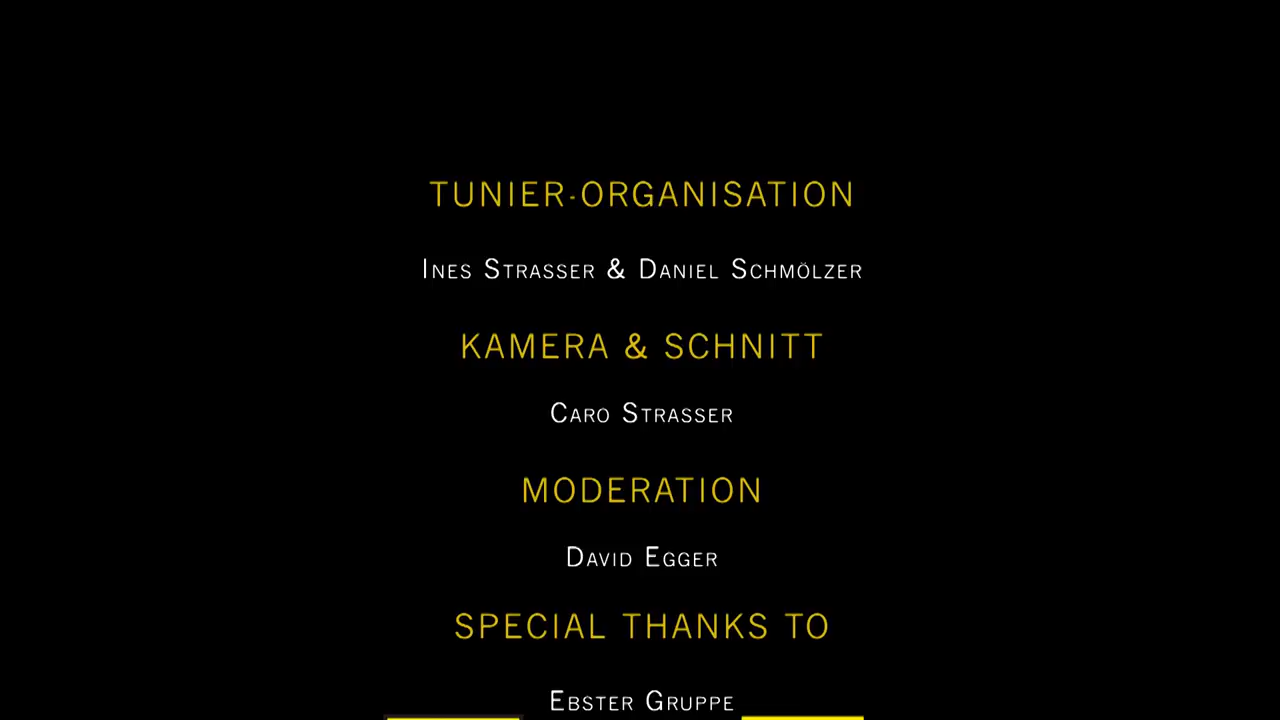 TUNIER-ORGANISATION
Ines Strasser & Daniel Schmölzer
KAMERA & SCHNITT
Caro Strasser
MODERATION
David Egger
SPECIAL THANKS TO
Ebster Gruppe